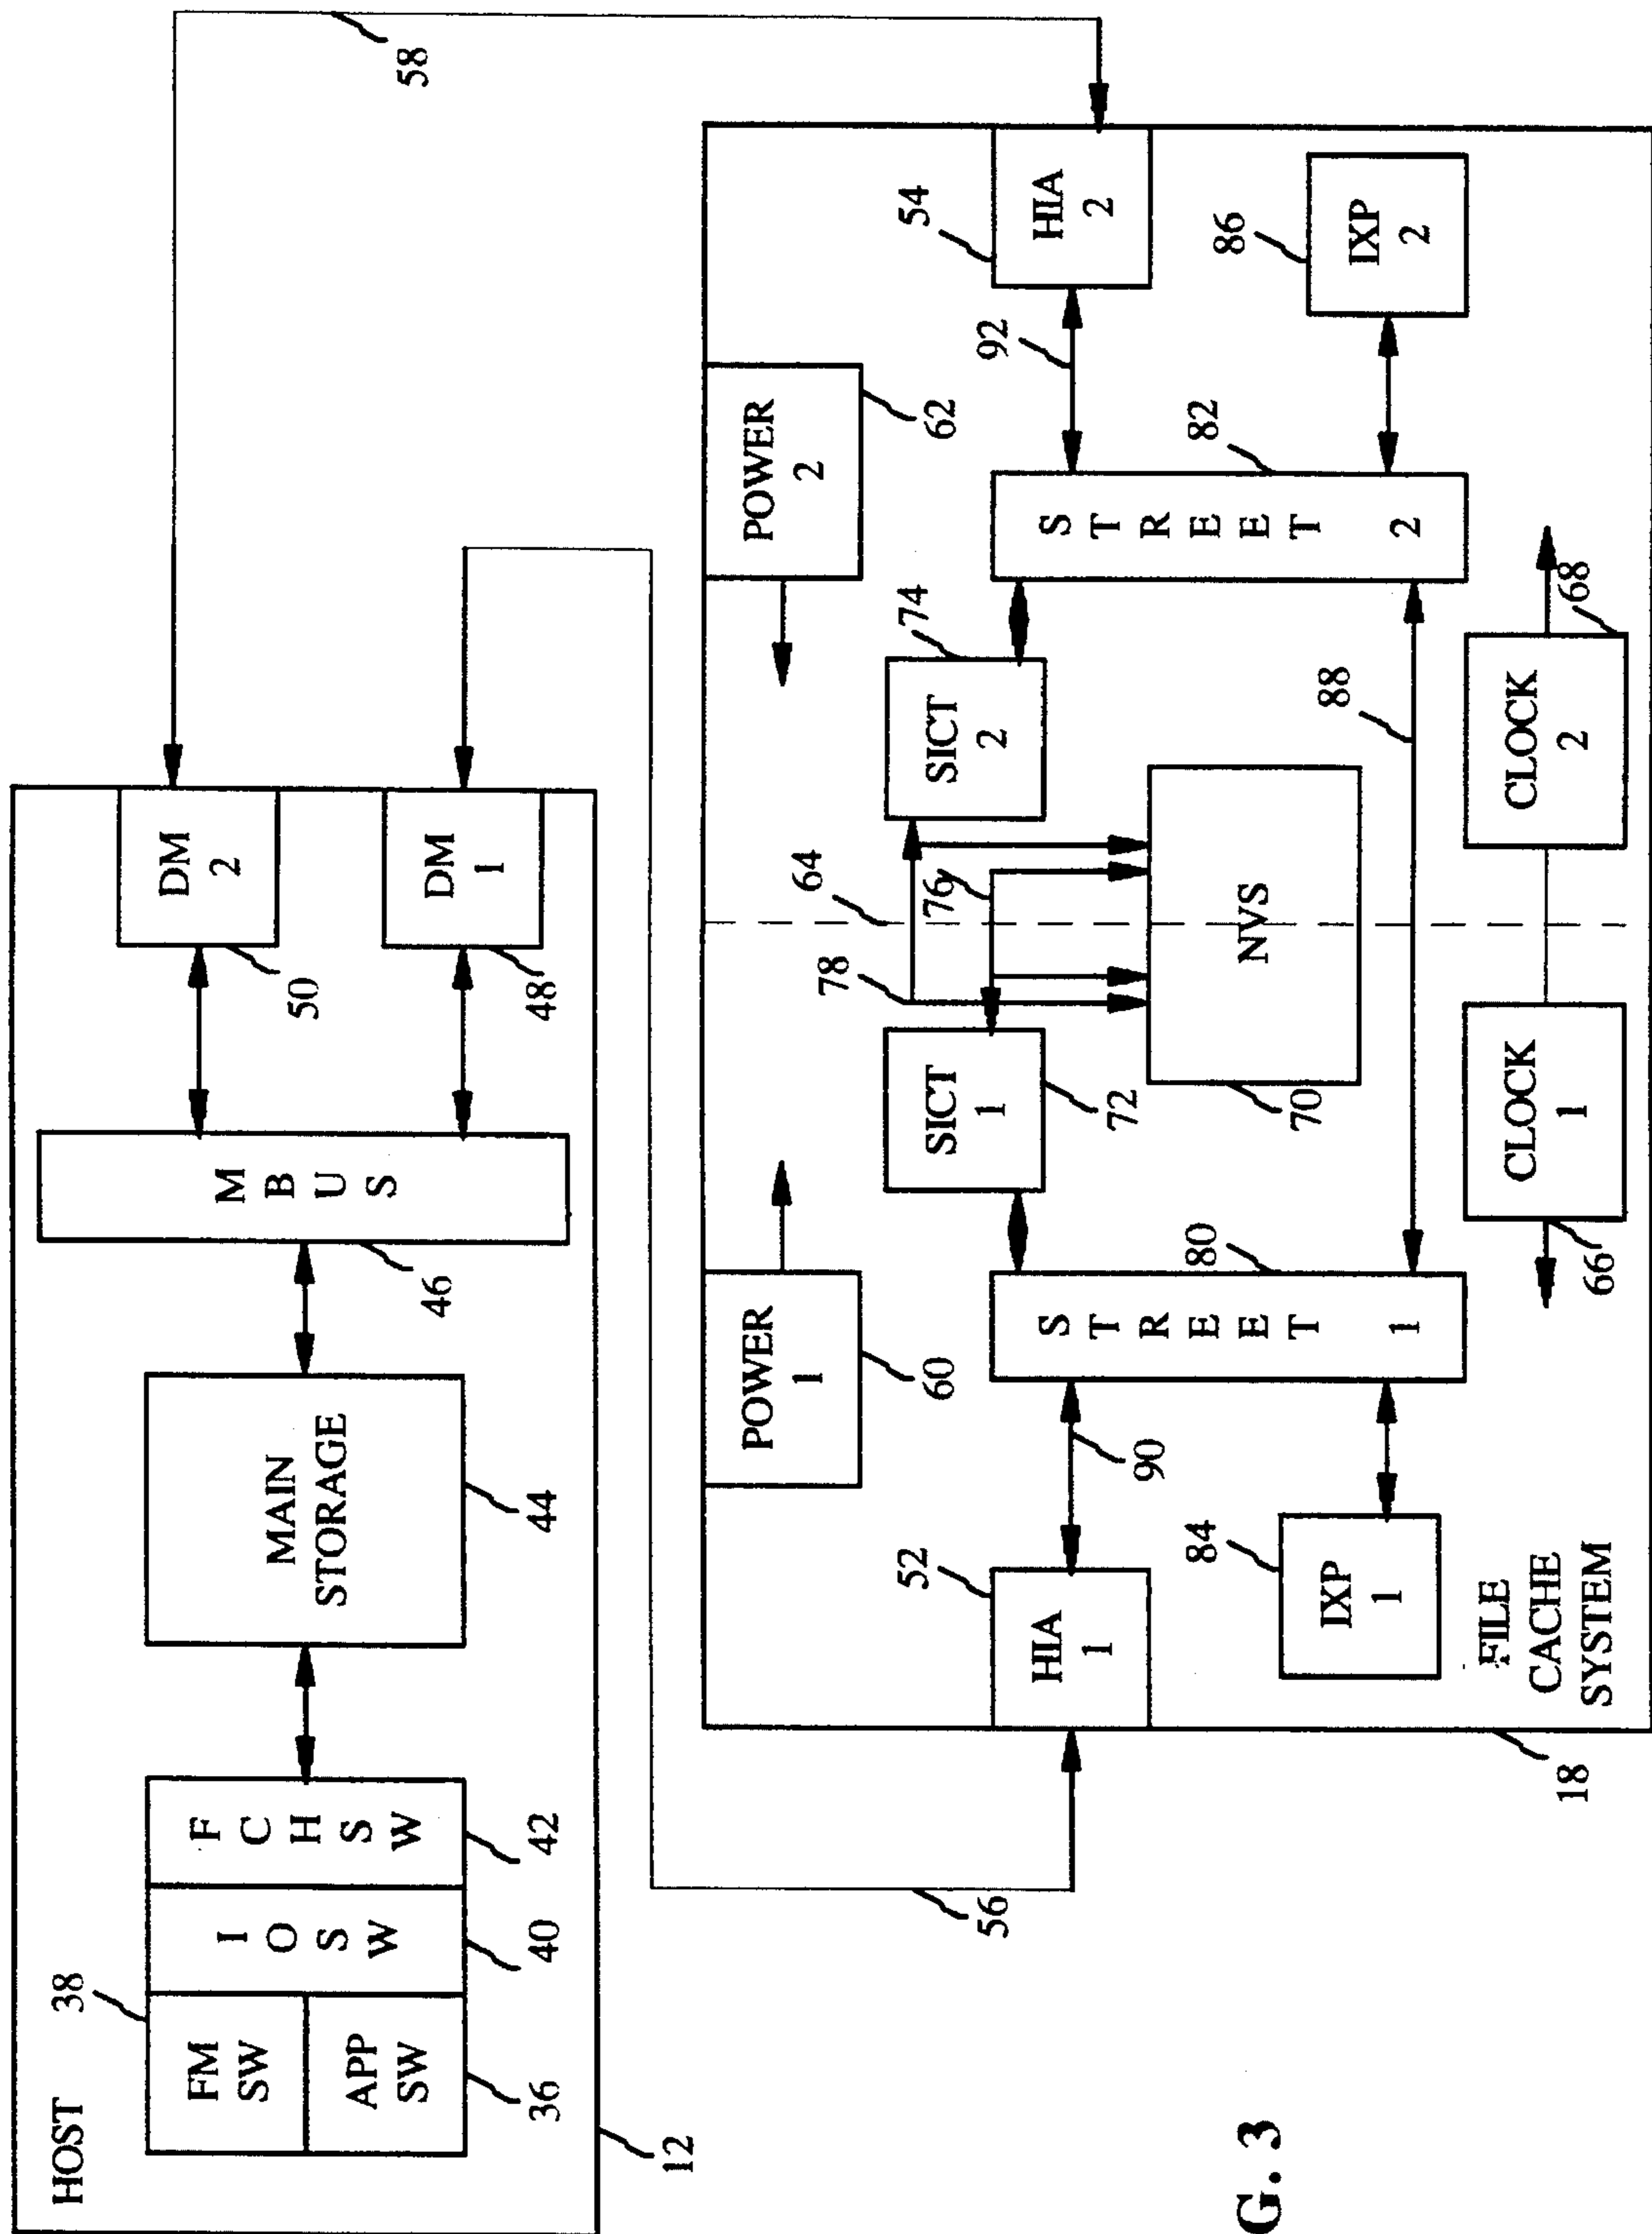 HOST
38
FM
SW
APP
SW
36
I
O
S
W
40
F
C
H
S
W
42
MAIN
STORAGE
44
M
B
U
S
46
DM
2
50
DM
1
48
12
58
56
POWER
1
60
POWER
2
62
HIA
1
52
90
S
T
R
E
E
T
1
80
IXP
1
84
SICT
1
72
78
76
64
SICT
2
74
NVS
70
88
S
T
R
E
E
T
2
82
92
HIA
2
54
IXP
2
86
CLOCK
1
66
CLOCK
2
68
FILE
CACHE
SYSTEM
18
G. 3